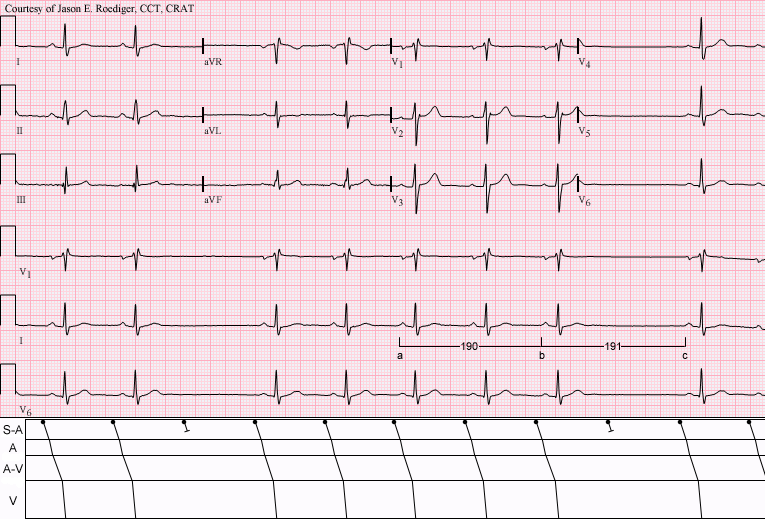 Courtesy of Jason E. Roediger, CCT, CRAT
I aVR V1 V4
II aVL V2 V5
III aVF V3 V6
V1
I
190 191
a b c
V6
S-A
A
A-V
V